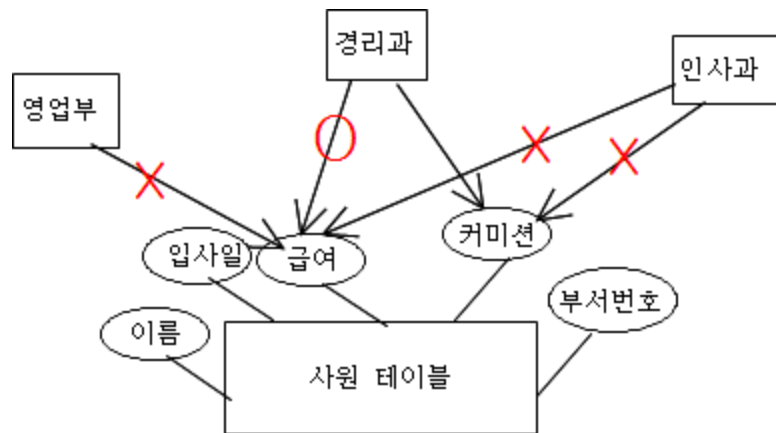 경리과
인사과
영업부
커미션
입사일
급여
부서번호
이름
사원 테이블